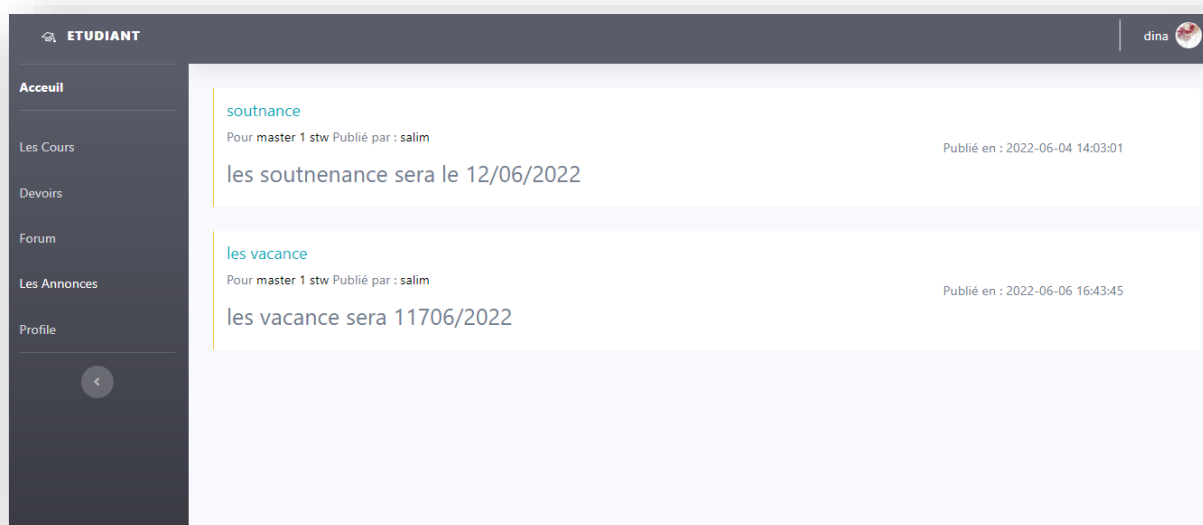 ETUDIANT
dina
Acceuil
Les Cours
Devoirs
Forum
Les Annonces
Profile
soutnance
Pour master 1 stw Publié par : salim
Publié en : 2022-06-04 14:03:01
les soutnenance sera le 12/06/2022
les vacance
Pour master 1 stw Publié par : salim
Publié en : 2022-06-06 16:43:45
les vacance sera 11706/2022